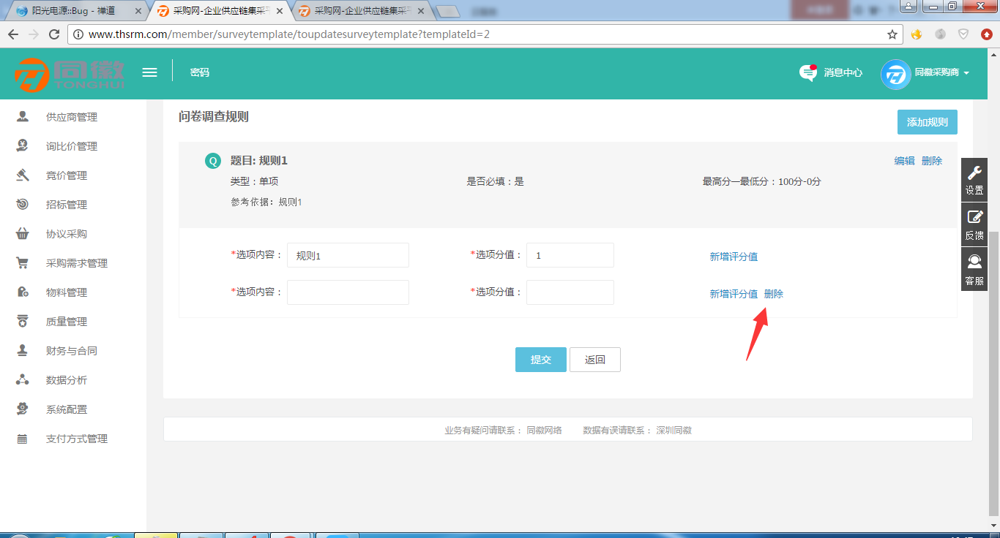 阳光电源::Bug - 禅道
采购网-企业供应链集采平
采购网-企业供应链集采平
www.thsrm.com/member/surveytemplate/toupdatesurveytemplate?templateId=2
同徽
TONGHUI
密码
消息中心
同徽采购商
供应商管理
询比价管理
竞价管理
招标管理
协议采购
采购需求管理
物料管理
质量管理
财务与合同
数据分析
系统配置
支付方式管理
问卷调查规则
添加规则
Q 题目: 规则1
编辑 删除
类型：单项 是否必填：是 最高分一最低分：100分-0分
参考依据：规则1
*选项内容： 规则1 *选项分值： 1 新增评分值
*选项内容： *选项分值： 新增评分值 删除
提交 返回
设置
反馈
客服
业务有疑问请联系： 同徽网络 数据有误请联系： 深圳同徽